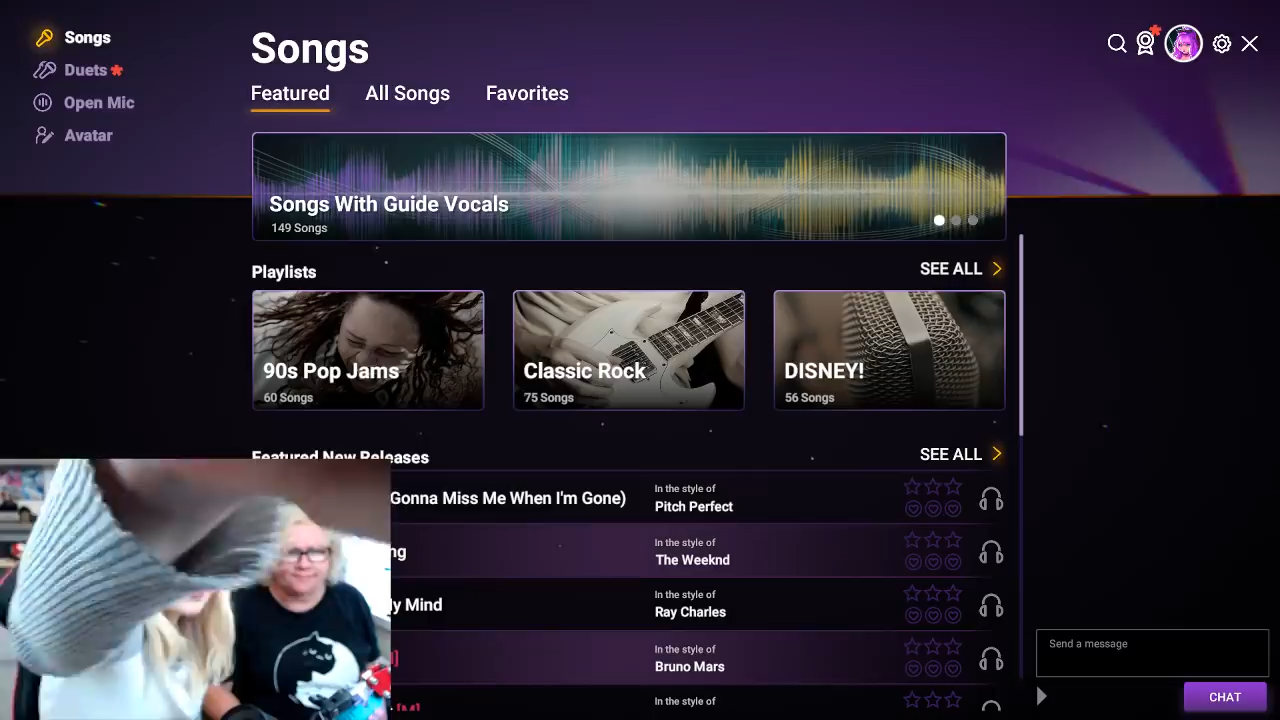 Songs
Duets
Open Mic
Avatar
Songs
Featured
All Songs
Favorites
Songs With Guide Vocals
149 Songs
Playlists
SEE ALL
90s Pop Jams
60 Songs
Classic Rock
75 Songs
DISNEY!
56 Songs
Featured New Releases
SEE ALL
Gonna Miss Me When I'm Gone)
In the style of
Pitch Perfect
In the style of
The Weeknd
Mind
In the style of
Ray Charles
In the style of
Bruno Mars
[M]
In the style of
Send a message
CHAT